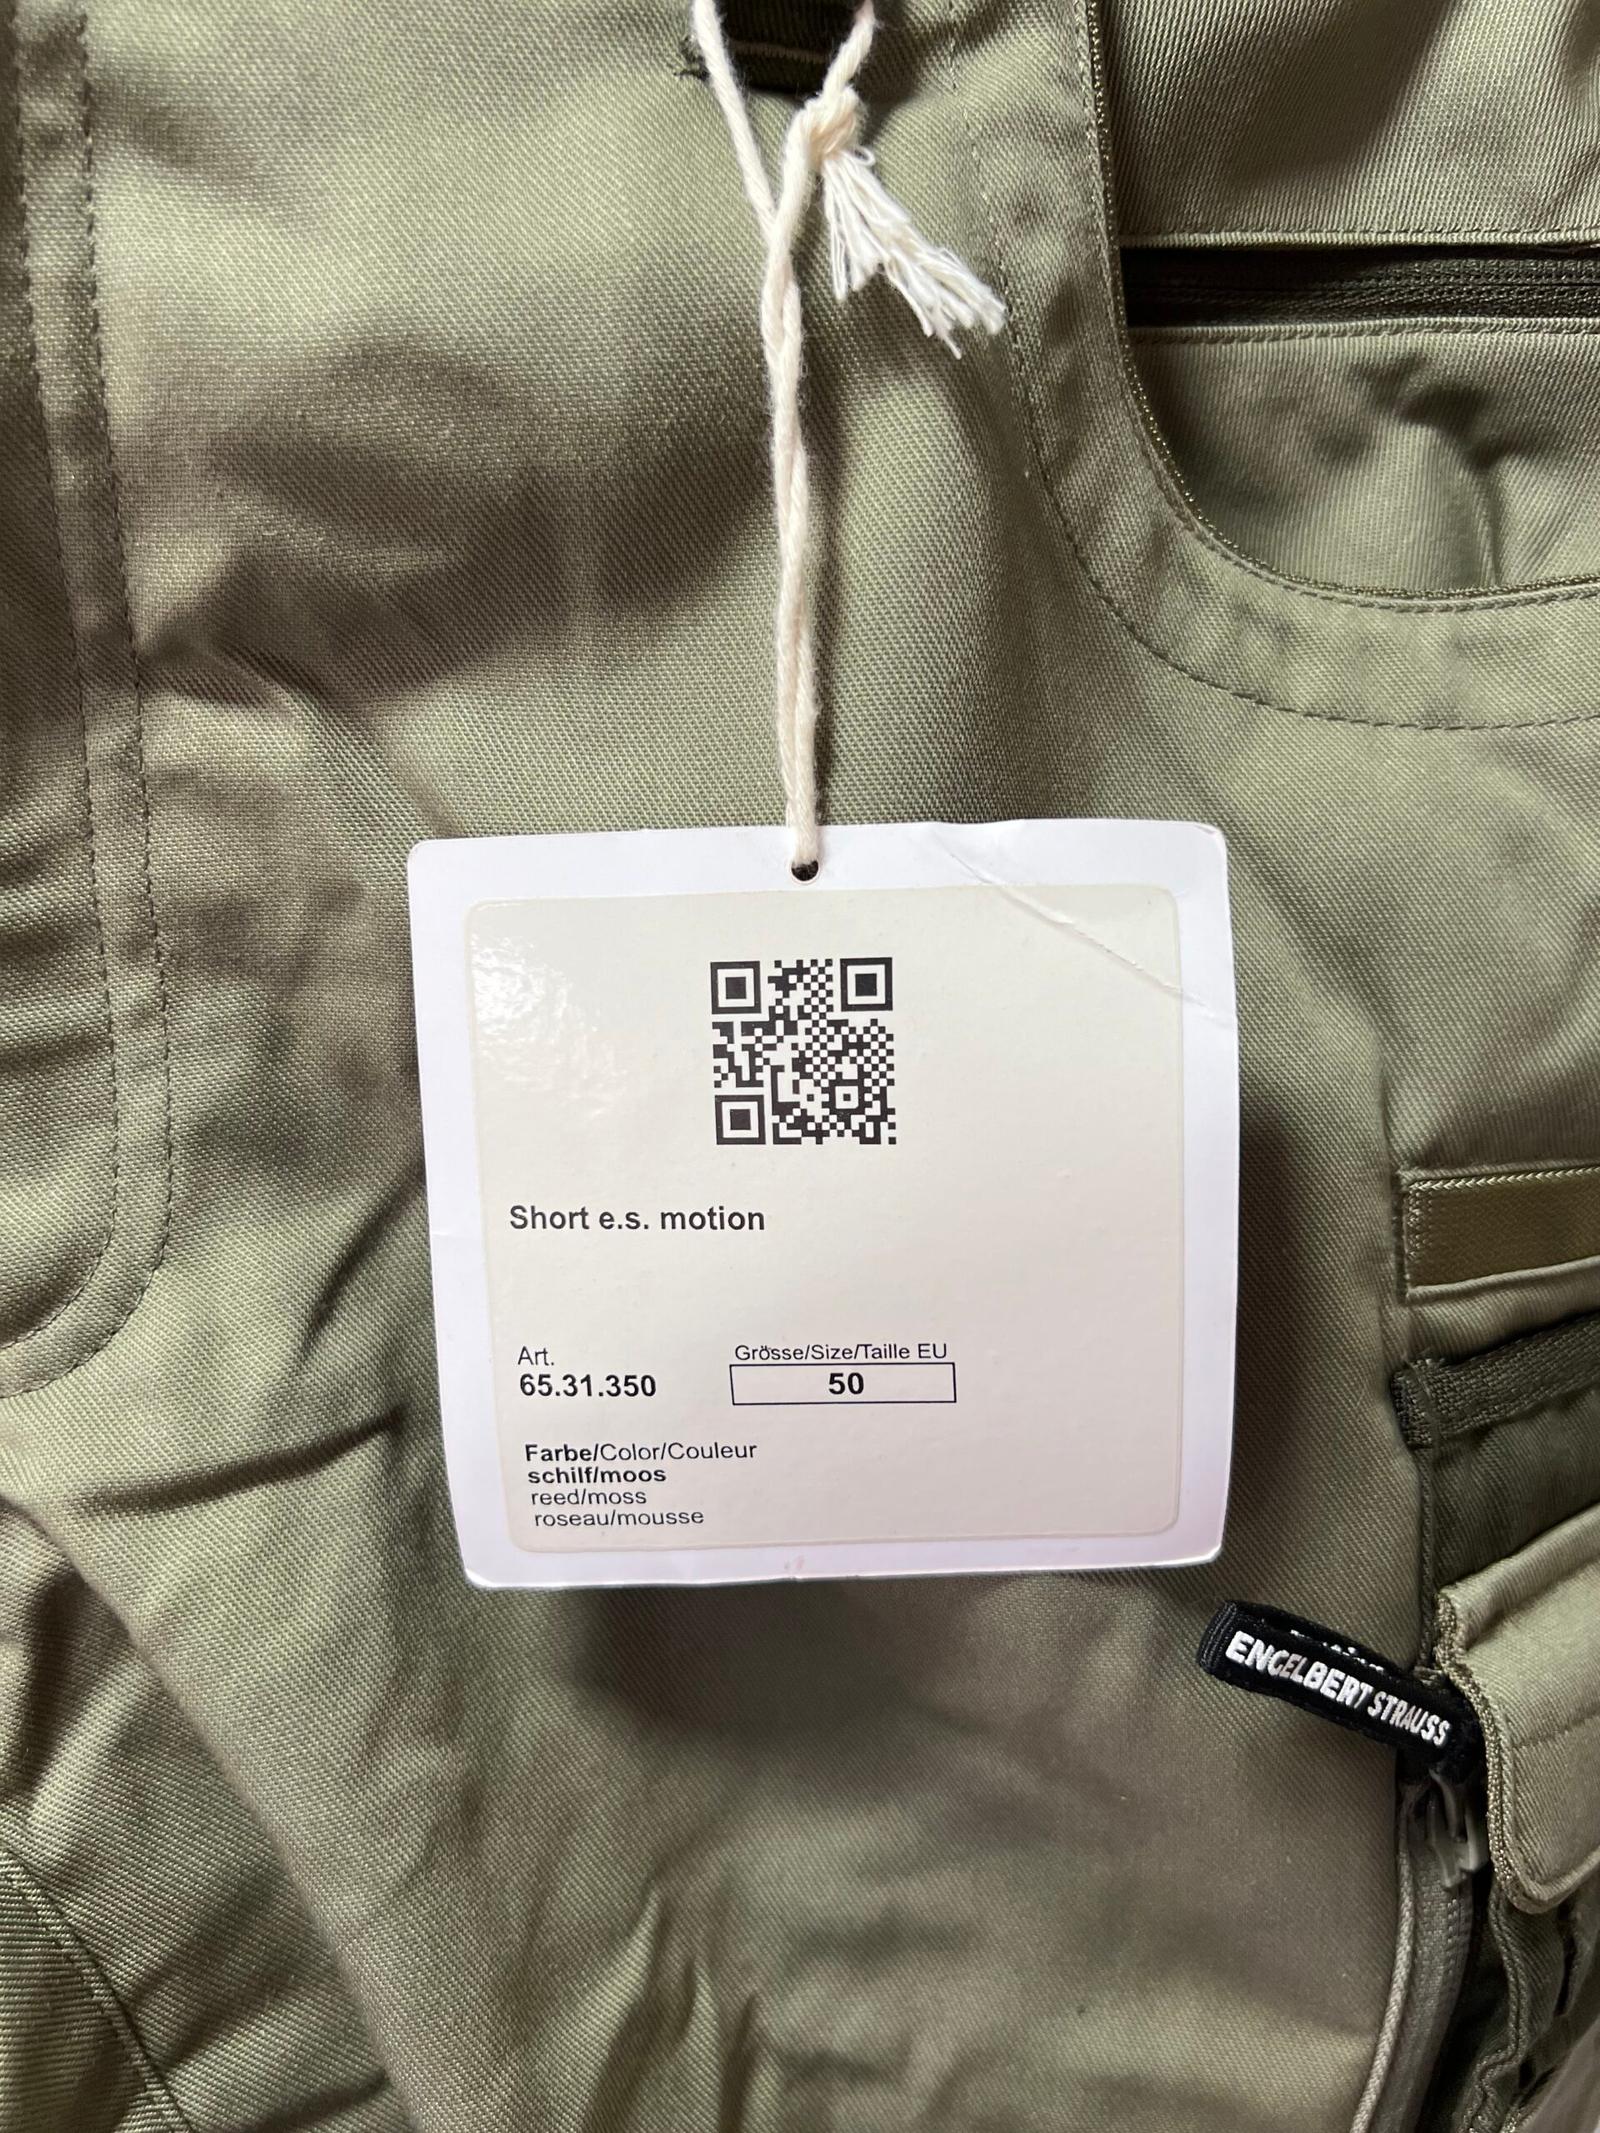 Short e.s. motion
Art.
65.31.350
Grösse/Size/Taille EU
50
Farbe/Color/Couleur
schilf/moos
reed/moss
roseau/mousse
ENGELBERT STRAUSS